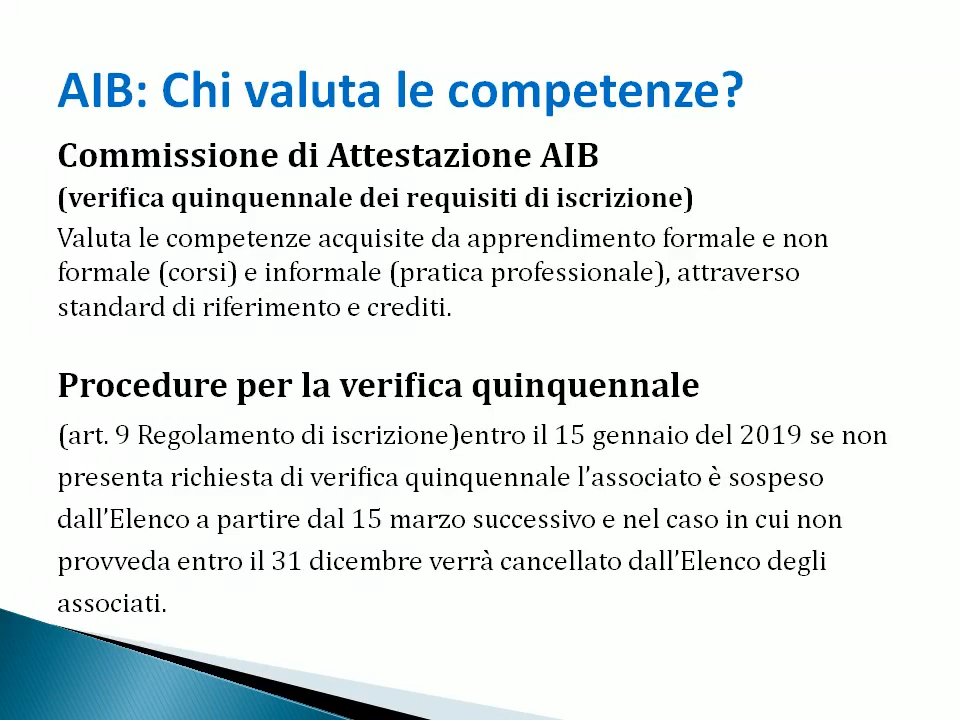 AIB: Chi valuta le competenze?
Commissione di Attestazione AIB
(verifica quinquennale dei requisiti di iscrizione)
Valuta le competenze acquisite da apprendimento formale e non
formale (corsi) e informale (pratica professionale), attraverso
standard di riferimento e crediti.
Procedure per la verifica quinquennale
(art. 9 Regolamento di iscrizione)entro il 15 gennaio del 2019 se non
presenta richiesta di verifica quinquennale l’associato è sospeso
dall’Elenco a partire dal 15 marzo successivo e nel caso in cui non
provveda entro il 31 dicembre verrà cancellato dall’Elenco degli
associati.